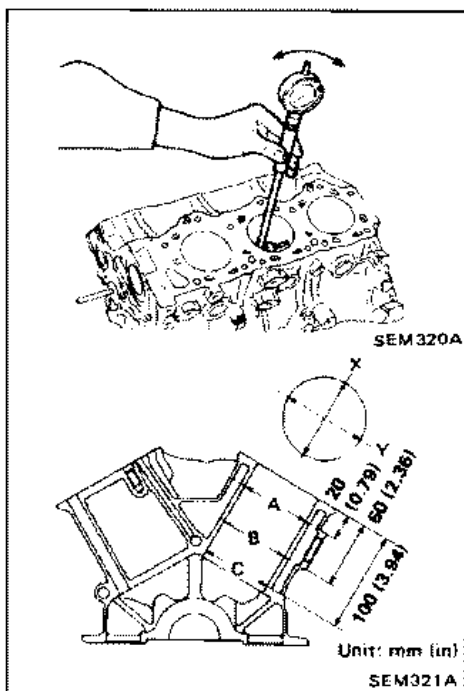 SEM320A
X
Y
20
(0.79)
60 (2.36)
100 (3.94)
A
B
C
Unit: mm (in)
SEM321A